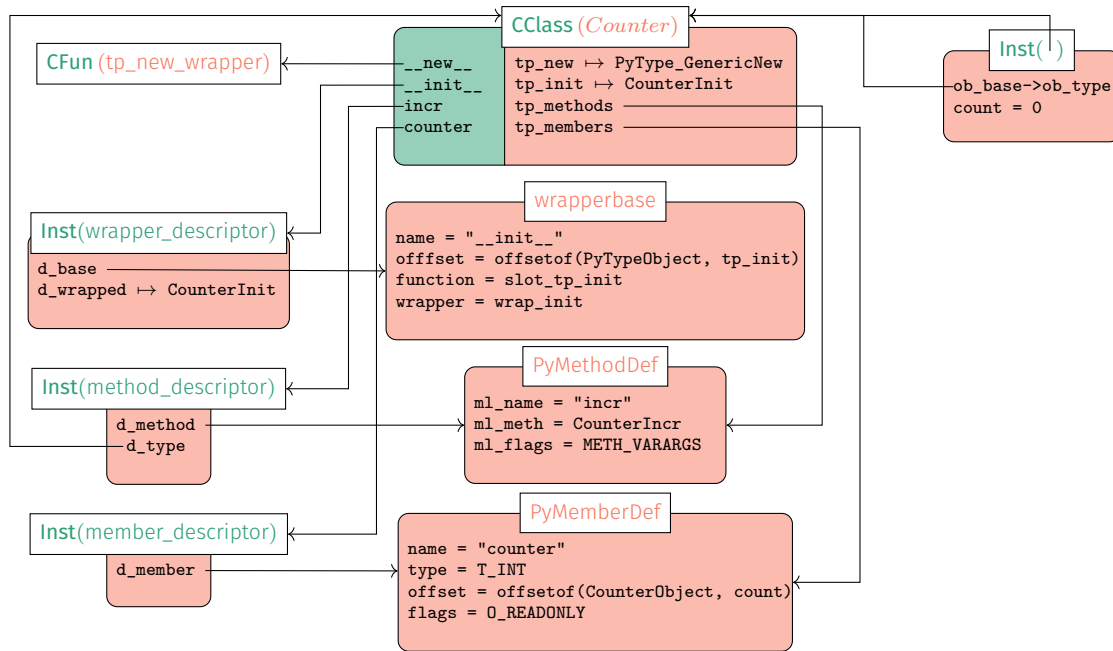 CClass(Counter)
CFun(tp_new_wrapper)
Inst( )
__new__
__init__
incr
counter
tp_new ↦ PyType_GenericNew
tp_init ↦ CounterInit
tp_methods
tp_members
ob_base->ob_type
count = 0
Inst(wrapper_descriptor)
d_base
d_wrapped ↦ CounterInit
wrapperbase
name = "__init__"
offfset = offsetof(PyTypeObject, tp_init)
function = slot_tp_init
wrapper = wrap_init
Inst(method_descriptor)
d_method
d_type
PyMethodDef
ml_name = "incr"
ml_meth = CounterIncr
ml_flags = METH_VARARGS
Inst(member_descriptor)
d_member
PyMemberDef
name = "counter"
type = T_INT
offset = offsetof(CounterObject, count)
flags = O_READONLY